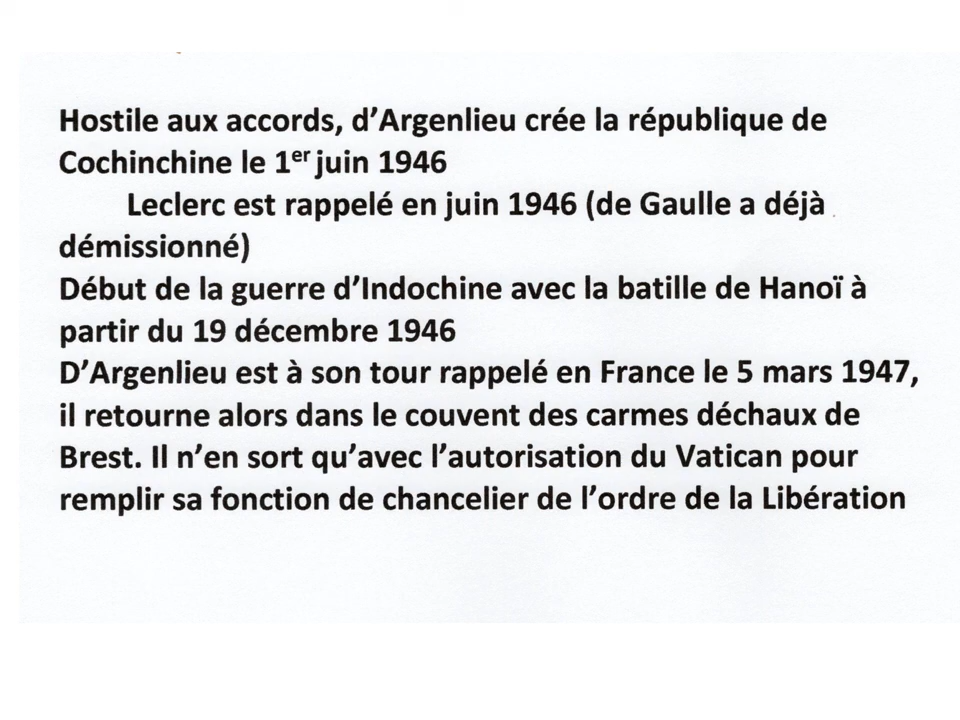 Hostile aux accords, d’Argenlieu crée la république de
Cochinchine le 1er juin 1946
Leclerc est rappelé en juin 1946 (de Gaulle a déjà
démissionné)
Début de la guerre d’Indochine avec la batille de Hanoï à
partir du 19 décembre 1946
D’Argenlieu est à son tour rappelé en France le 5 mars 1947,
il retourne alors dans le couvent des carmes déchaux de
Brest. Il n’en sort qu’avec l’autorisation du Vatican pour
remplir sa fonction de chancelier de l’ordre de la Libération